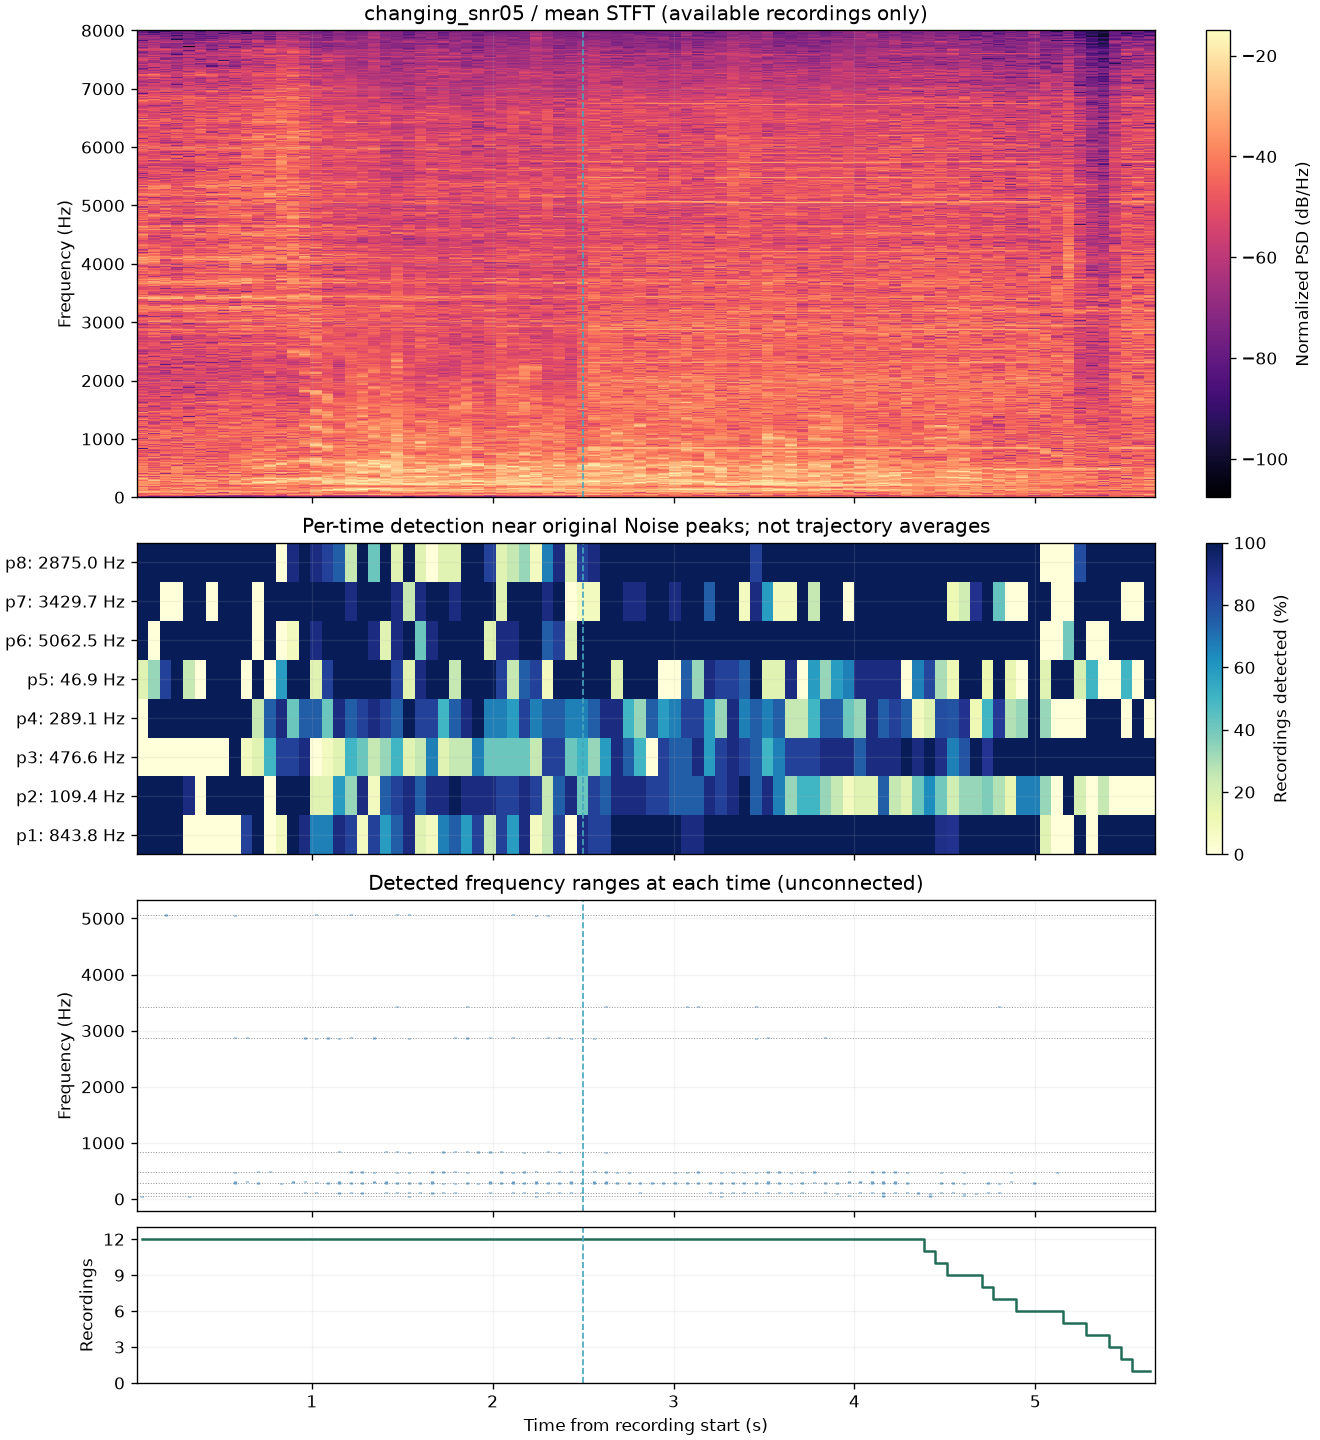 changing_snr05 / mean STFT (available recordings only)
8000
7000
6000
5000
4000
3000
2000
1000
0
Frequency (Hz)
−20
−40
−60
−80
−100
Normalized PSD (dB/Hz)
Per-time detection near original Noise peaks; not trajectory averages
p8: 2875.0 Hz
p7: 3429.7 Hz
p6: 5062.5 Hz
p5: 46.9 Hz
p4: 289.1 Hz
p3: 476.6 Hz
p2: 109.4 Hz
p1: 843.8 Hz
100
80
60
40
20
0
Recordings detected (%)
Detected frequency ranges at each time (unconnected)
5000
4000
3000
2000
1000
0
Frequency (Hz)
12
9
6
3
0
Recordings
1 2 3 4 5
Time from recording start (s)